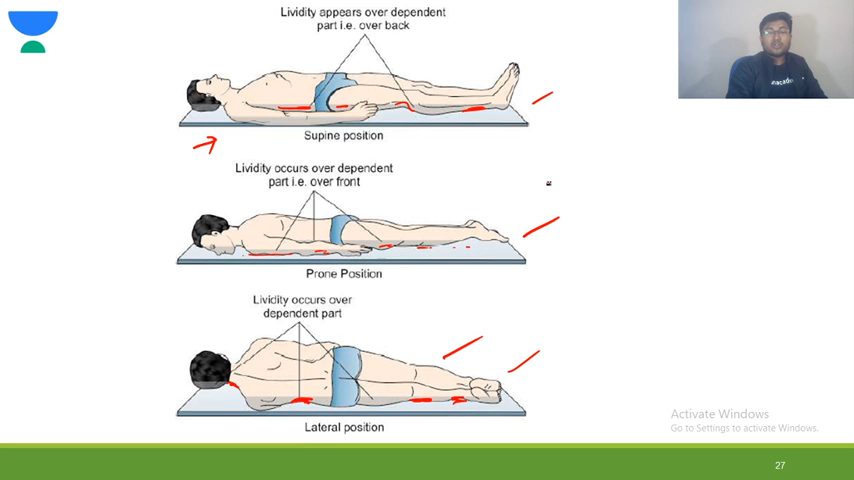 Lividity appears over dependent
part i.e. over back
Supine position
Lividity occurs over dependent
part i.e. over front
Prone Position
Lividity occurs over
dependent part
Lateral position
Activate Windows
Go to Settings to activate Windows.
27